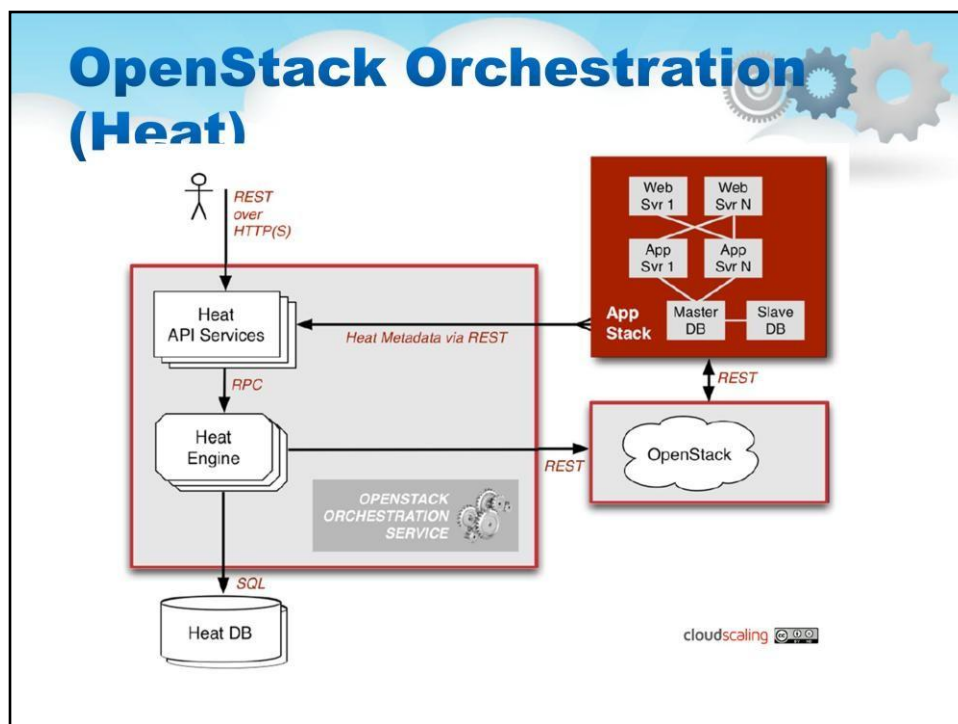 OpenStack Orchestration
(Heat)
REST
over
HTTP(S)
Web
Svr 1
Web
Svr N
App
Svr 1
App
Svr N
Master
DB
Slave
DB
App
Stack
Heat
API Services
Heat Metadata via REST
RPC
REST
Heat
Engine
REST
OpenStack
OPENSTACK
ORCHESTRATION
SERVICE
SQL
Heat DB
cloudscaling